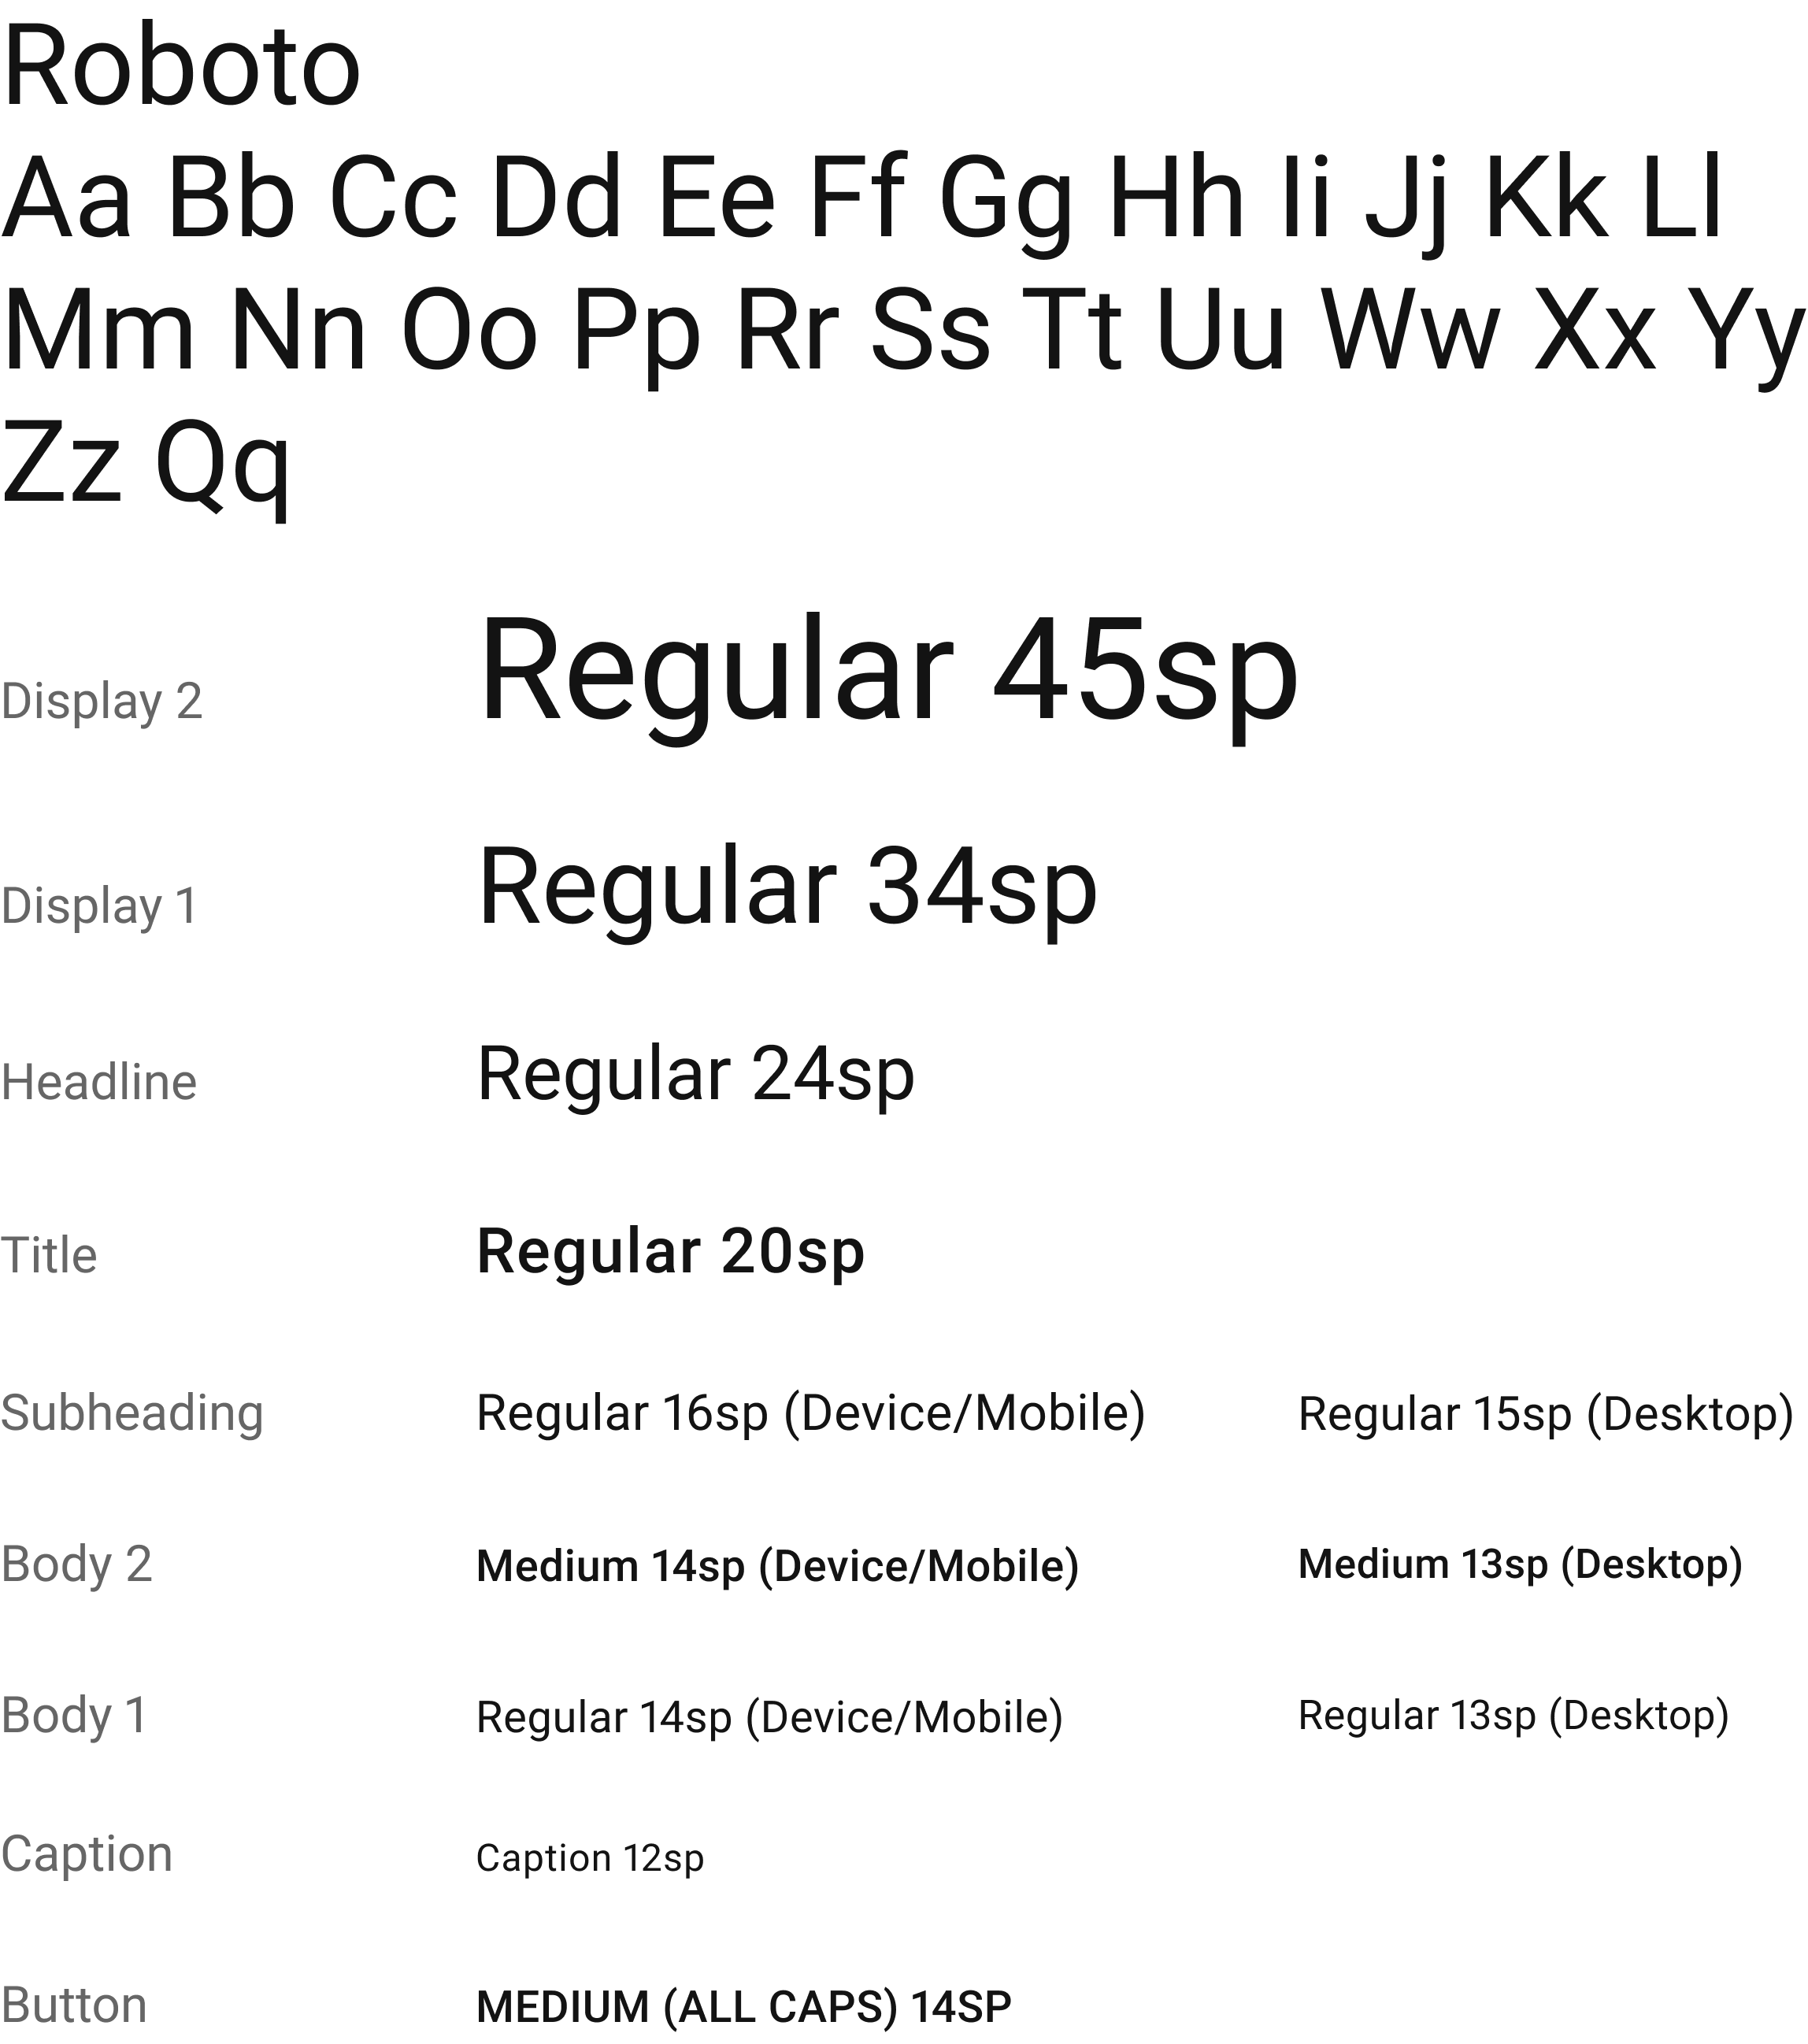 Roboto
Aa Bb Cc Dd Ee Ff Gg Hh Ii Jj Kk Ll
Mm Nn Oo Pp Rr Ss Tt Uu Ww Xx Yy
Zz Qq
Display 2 Regular 45sp
Display 1 Regular 34sp
Headline Regular 24sp
Title Regular 20sp
Subheading Regular 16sp (Device/Mobile) Regular 15sp (Desktop)
Body 2 Medium 14sp (Device/Mobile) Medium 13sp (Desktop)
Body 1 Regular 14sp (Device/Mobile) Regular 13sp (Desktop)
Caption Caption 12sp
Button MEDIUM (ALL CAPS) 14SP